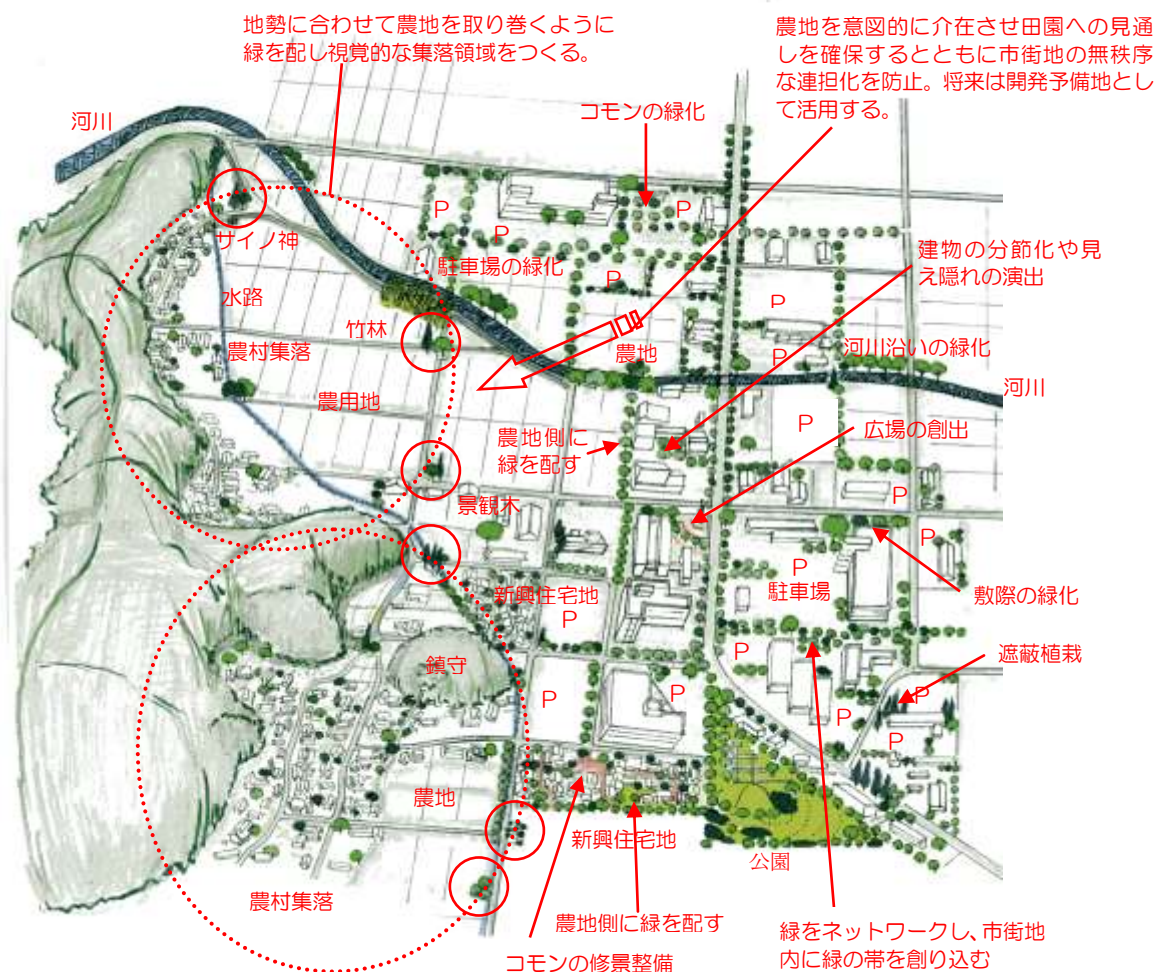 地勢に合わせて農地を取り巻くように
緑を配し視覚的な集落領域をつくる。
農地を意図的に介在させ田園への見通
しを確保するとともに市街地の無秩序
な連担化を防止。将来は開発予備地とし
て活用する。
河川
コモンの緑化
サイノ神
P
P
P
建物の分節化や見
え隠れの演出
駐車場の緑化
P
P
水路
竹林
農村集落
農地
P
河川沿いの緑化
河川
農用地
農地側に
緑を配す
P
広場の創出
景観木
P
P
新興住宅地
P
P
駐車場
敷際の緑化
鎮守
P
P
P
遮蔽植栽
P
P
P
農地
新興住宅地
公園
農村集落
農地側に緑を配す
コモンの修景整備
緑をネットワークし、市街地
内に緑の帯を創り込む